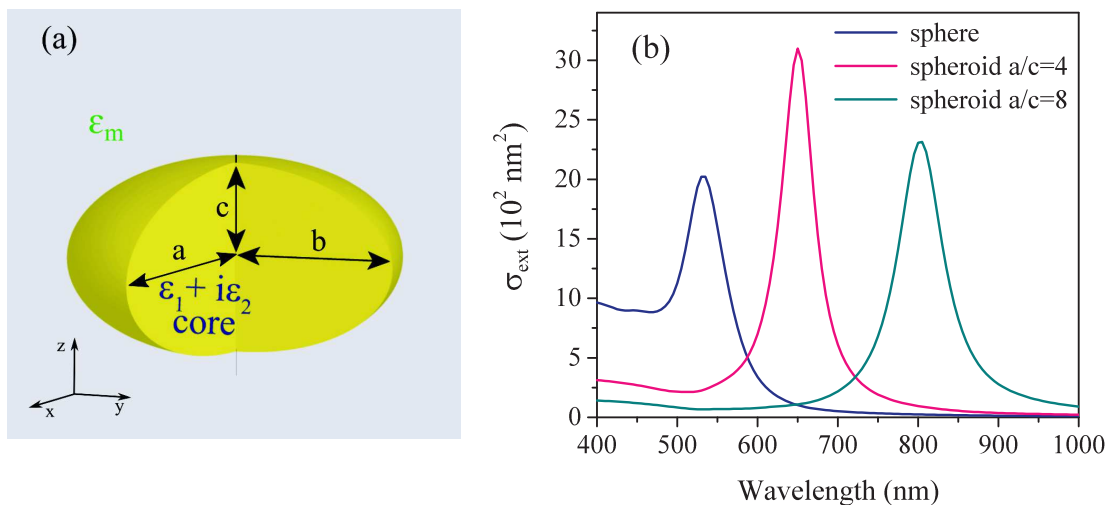 (a)
εm
c
a
b
ε1 + iε2
core
z
x
y
(b)
sphere
spheroid a/c=4
spheroid a/c=8
σext (10² nm²)
30
25
20
15
10
5
0
400 500 600 700 800 900 1000
Wavelength (nm)